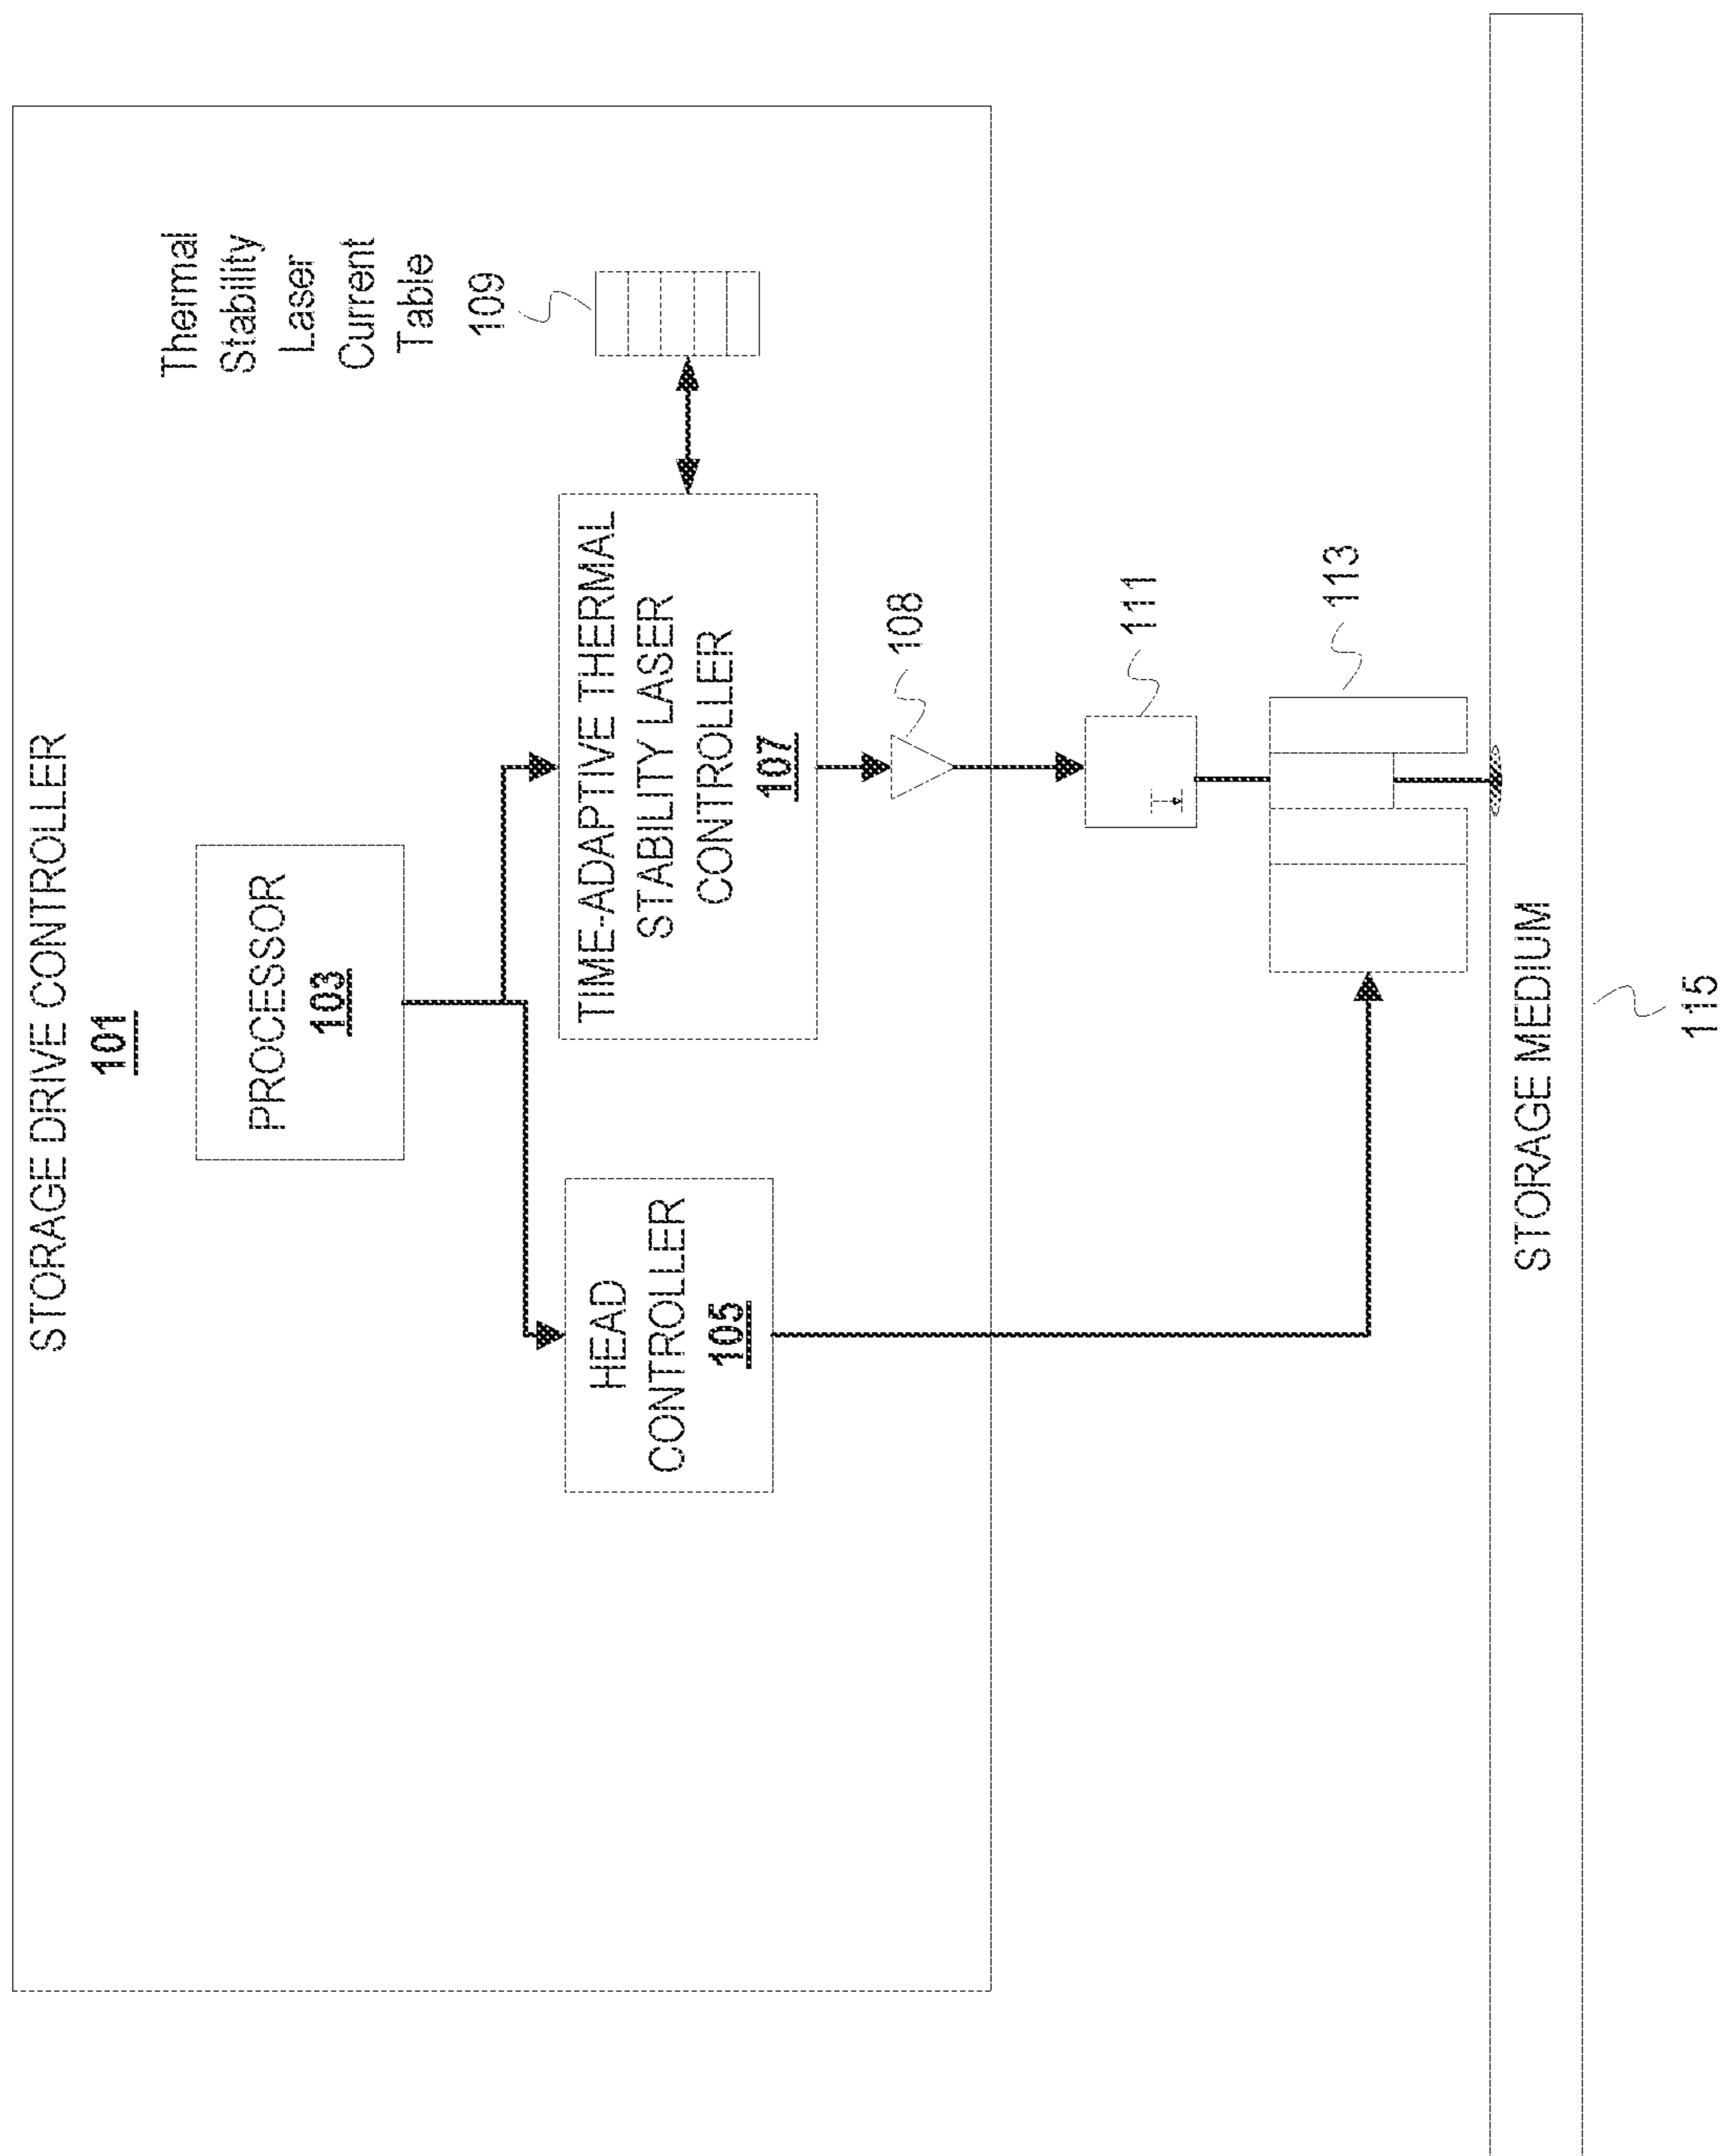 STORAGE DRIVE CONTROLLER
101
PROCESSOR
103
Thermal
Stability
Laser
Current
Table
109
HEAD
CONTROLLER
105
TIME-ADAPTIVE THERMAL
STABILITY LASER
CONTROLLER
107
108
111
113
STORAGE MEDIUM
115